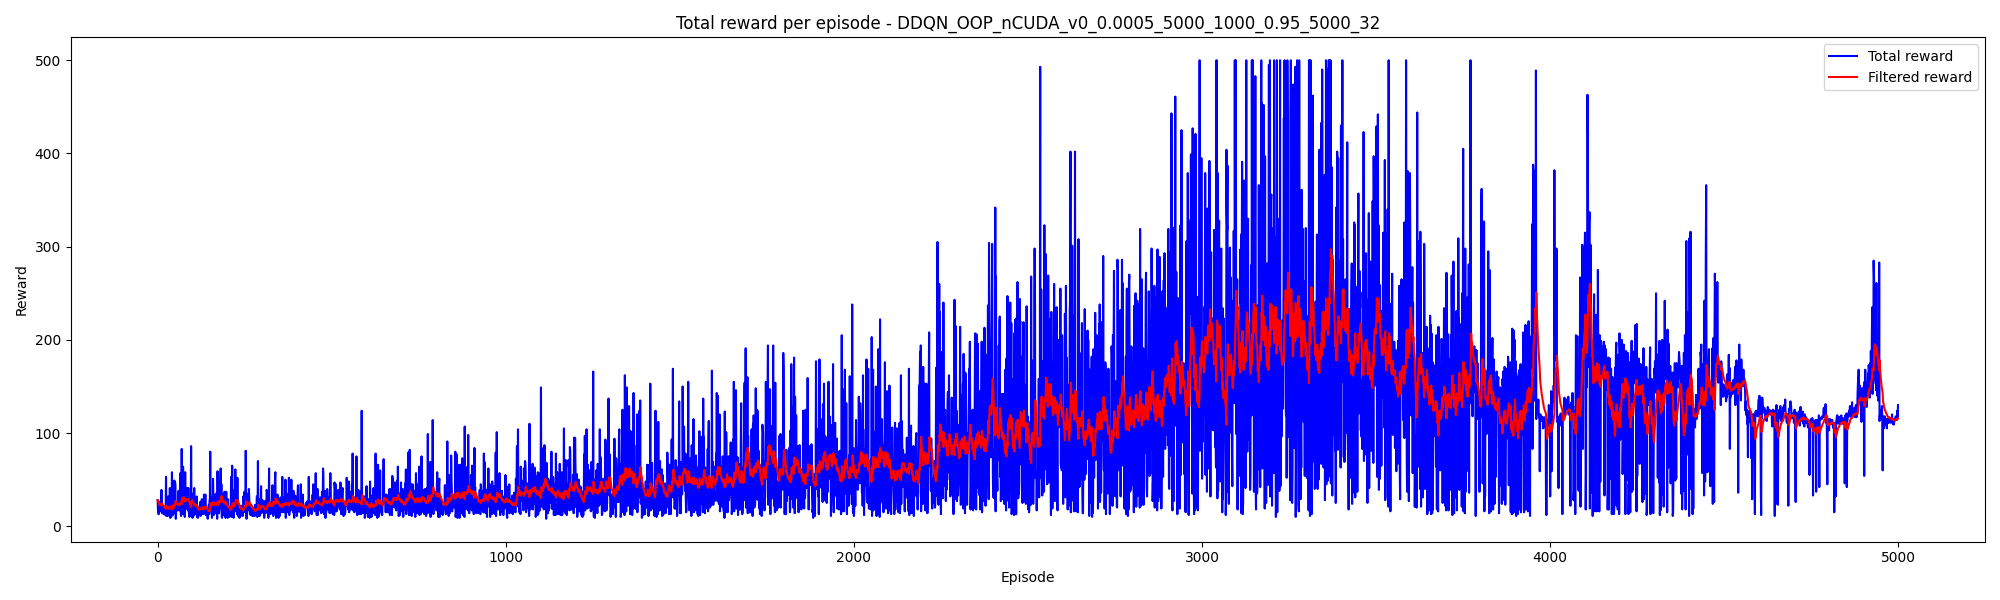 Total reward per episode - DDQN_OOP_nCUDA_v0_0.0005_5000_1000_0.95_5000_32
Total reward
Filtered reward
500
400
300
200
100
0
Reward
0 1000 2000 3000 4000 5000
Episode